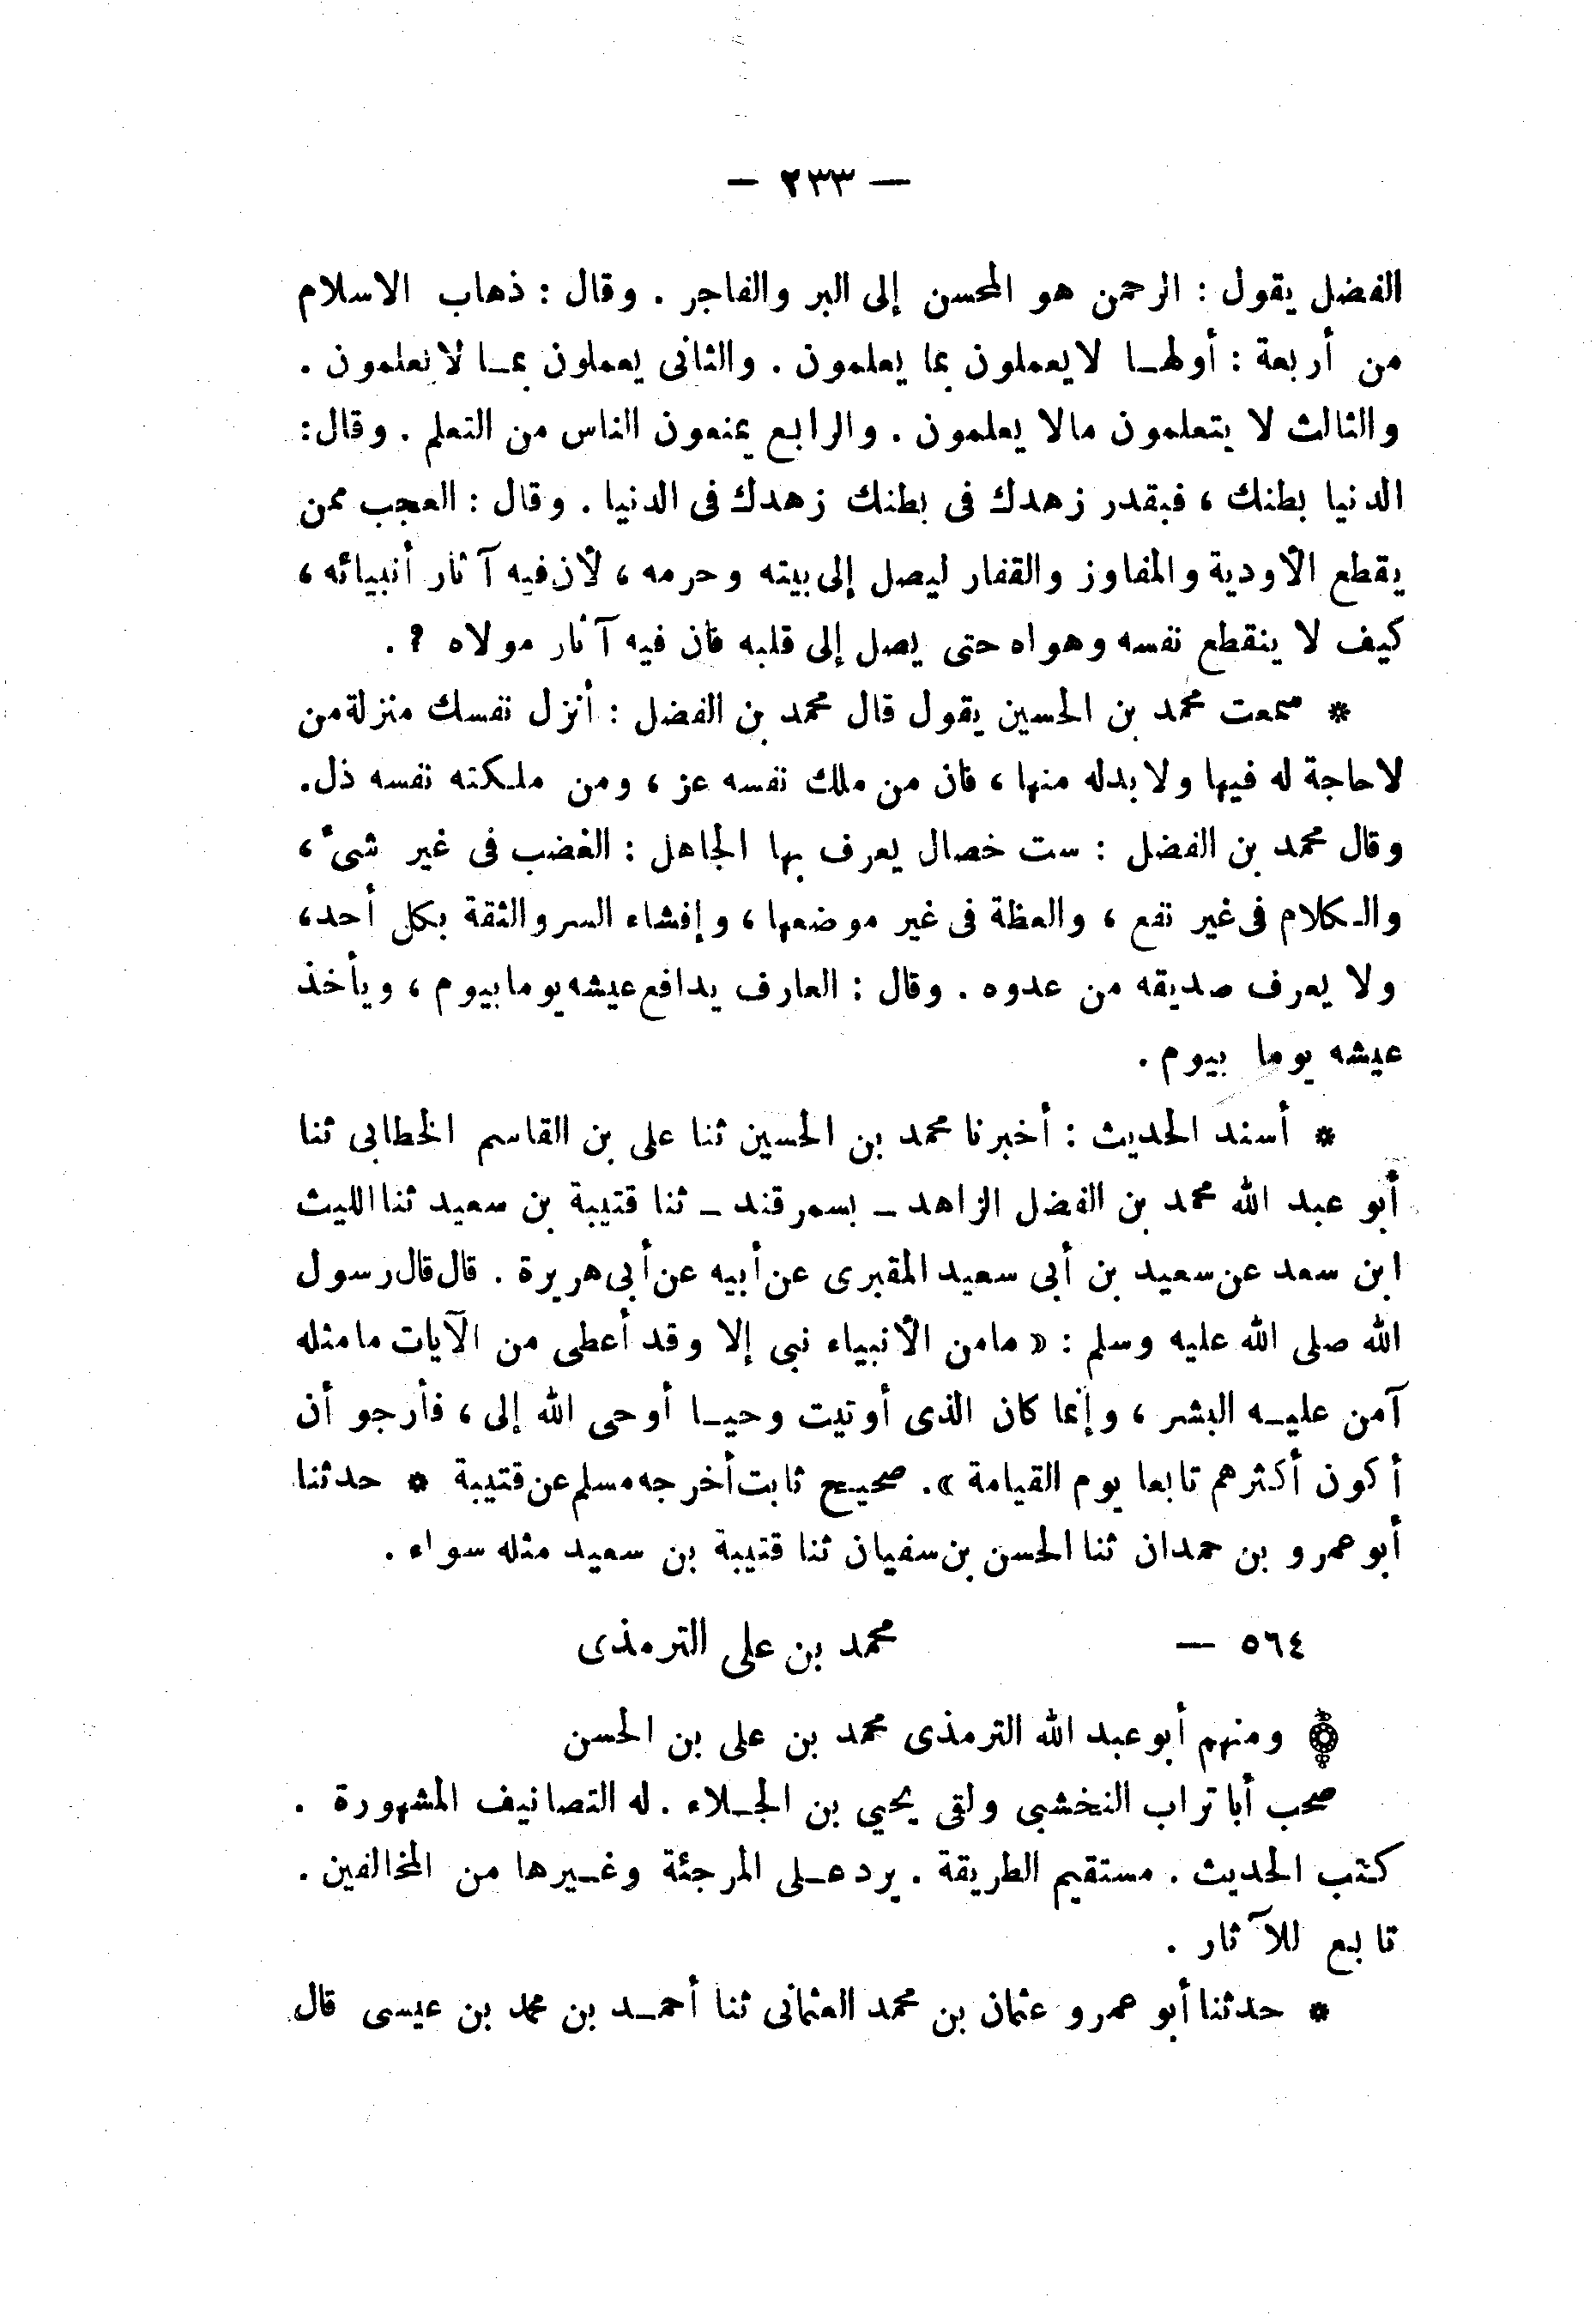 — ٢٣٣ —
الفضل يقول : الرحمن هو المحسن إلى البر والفاجر . وقال : ذهاب الاسلام
من أربعة : أولهـا لايعملون بما يعلمون . والثانى يعملون بمـا لا يعلمون .
والثالث لا يتعلمون مالا يعلمون . والرابع يمنعون الناس من التعلم . وقال :
الدنيا بطنك ، فبقدر زهدك فى بطنك زهدك فى الدنيا . وقال : العجب ممن
يقطع الأودية والمفاوز والقفار ليصل إلى بيته وحرمه ، لأن فيه آثار أنبيائه ،
كيف لا ينقطع نفسه وهواه حتى يصل إلى قلبه فان فيه آثار مولاه ؟ .
* سمعت محمد بن الحسين يقول قال محمد بن الفضل : أنزل نفسك منزلة من
لاحاجة له فيها ولا بدله منها ، فان من ملك نفسه عز ، ومن ملكته نفسه ذل .
وقال محمد بن الفضل : ست خصال يعرف بها الجاهل : الغضب فى غير شىء ،
والـكلام فى غير نفع ، والعظة فى غير موضعها ، وإفشاء السر والثقة بكل أحد ،
ولا يعرف صديقه من عدوه . وقال : العارف يدافع عيشه يوما بيوم ، ويأخذ
عيشه يوما بيوم .
* أسند الحديث : أخبرنا محمد بن الحسين ثنا على بن القاسم الخطابى ثنا
أبو عبد الله محمد بن الفضل الزاهد ـ بسمرقند ـ ثنا قتيبة بن سعيد ثنا الليث
ابن سعد عن سعيد بن أبى سعيد المقبرى عن أبيه عن أبى هريرة . قال قال رسول
الله صلى الله عليه وسلم : « مامن الأنبياء نبى إلا وقد أعطى من الآيات مامثله
آمن عليـه البشر ، وإنما كان الذى أوتيت وحيـا أوحى الله إلى ، فأرجو أن
أكون أكثرهم تابعا يوم القيامة » . صحيح ثابت أخرجه مسلم عن قتيبة * حدثنا
أبو عمرو بن حمدان ثنا الحسن بن سفيان ثنا قتيبة بن سعيد مثله سواء .
٥٦٤ — محمد بن على الترمذى
ومنهم أبو عبد الله الترمذى محمد بن على بن الحسن
صحب أبا تراب النخشبى ولقى يحيي بن الجـلاء . له التصانيف المشهورة .
كتب الحديث . مستقيم الطريقة . يرد عـلى المرجئة وغـيرها من المخالفين .
تابع للآثار .
* حدثنا أبو عمرو عثمان بن محمد العثمانى ثنا أحمـد بن محمد بن عيسى قال